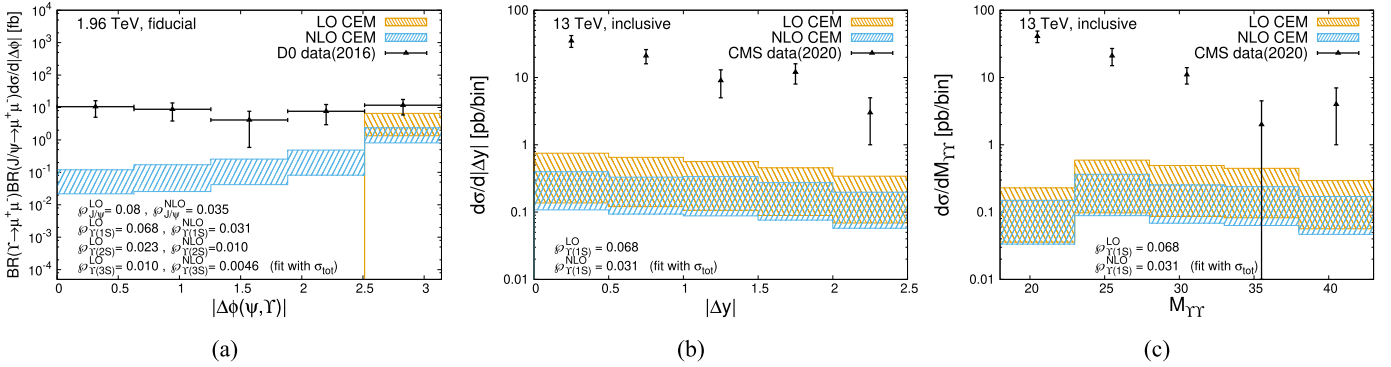 BR(ϒ→μ⁺μ⁻)BR(J/ψ→μ⁺μ⁻)dσ/d|Δϕ| [fb]
10⁴
10³
10²
10¹
10⁰
10⁻¹
10⁻²
10⁻³
10⁻⁴
1.96 TeV, fiducial
LO CEM
NLO CEM
D0 data(2016)
℘^LO_J/ψ= 0.08 , ℘^NLO_J/ψ = 0.035
℘^LO_ϒ(1S)= 0.068 , ℘^NLO_ϒ(1S)= 0.031
℘^LO_ϒ(2S)= 0.023 , ℘^NLO_ϒ(2S)=0.010
℘^LO_ϒ(3S)= 0.010 , ℘^NLO_ϒ(3S)= 0.0046 (fit with σ_tot)
0 0.5 1 1.5 2 2.5 3
|Δϕ(ψ,ϒ)|
(a)
dσ/d|Δy| [pb/bin]
100
10
1
0.1
0.01
13 TeV, inclusive
LO CEM
NLO CEM
CMS data(2020)
℘^LO_ϒ(1S) = 0.068
℘^NLO_ϒ(1S) = 0.031 (fit with σ_tot)
0 0.5 1 1.5 2 2.5
|Δy|
(b)
dσ/dM_ϒϒ [pb/bin]
100
10
1
0.1
0.01
13 TeV, inclusive
LO CEM
NLO CEM
CMS data(2020)
℘^LO_ϒ(1S) = 0.068
℘^NLO_ϒ(1S) = 0.031 (fit with σ_tot)
20 25 30 35 40
M_ϒϒ
(c)